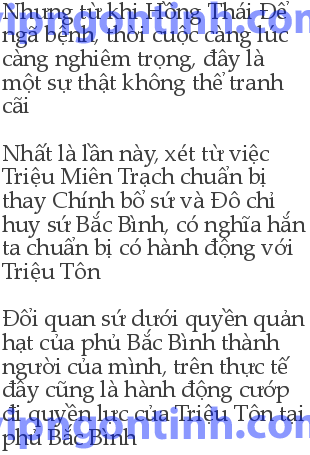 Nhưng từ khi Hồng Thái Đế
ngã bệnh, thời cuộc càng lúc
càng nghiêm trọng, đây là
một sự thật không thể tranh
cãi
Nhất là lần này, xét từ việc
Triệu Miên Trạch chuẩn bị
thay Chính bổ sứ và Đô chỉ
huy sứ Bắc Bình, có nghĩa hắn
ta chuẩn bị có hành động với
Triệu Tôn
Đổi quan sứ dưới quyền quản
hạt của phủ Bắc Bình thành
người của mình, trên thực tế
đây cũng là hành động cướp
đi quyền lực của Triệu Tôn tại
phủ Bắc Bình
vipngontinh.com